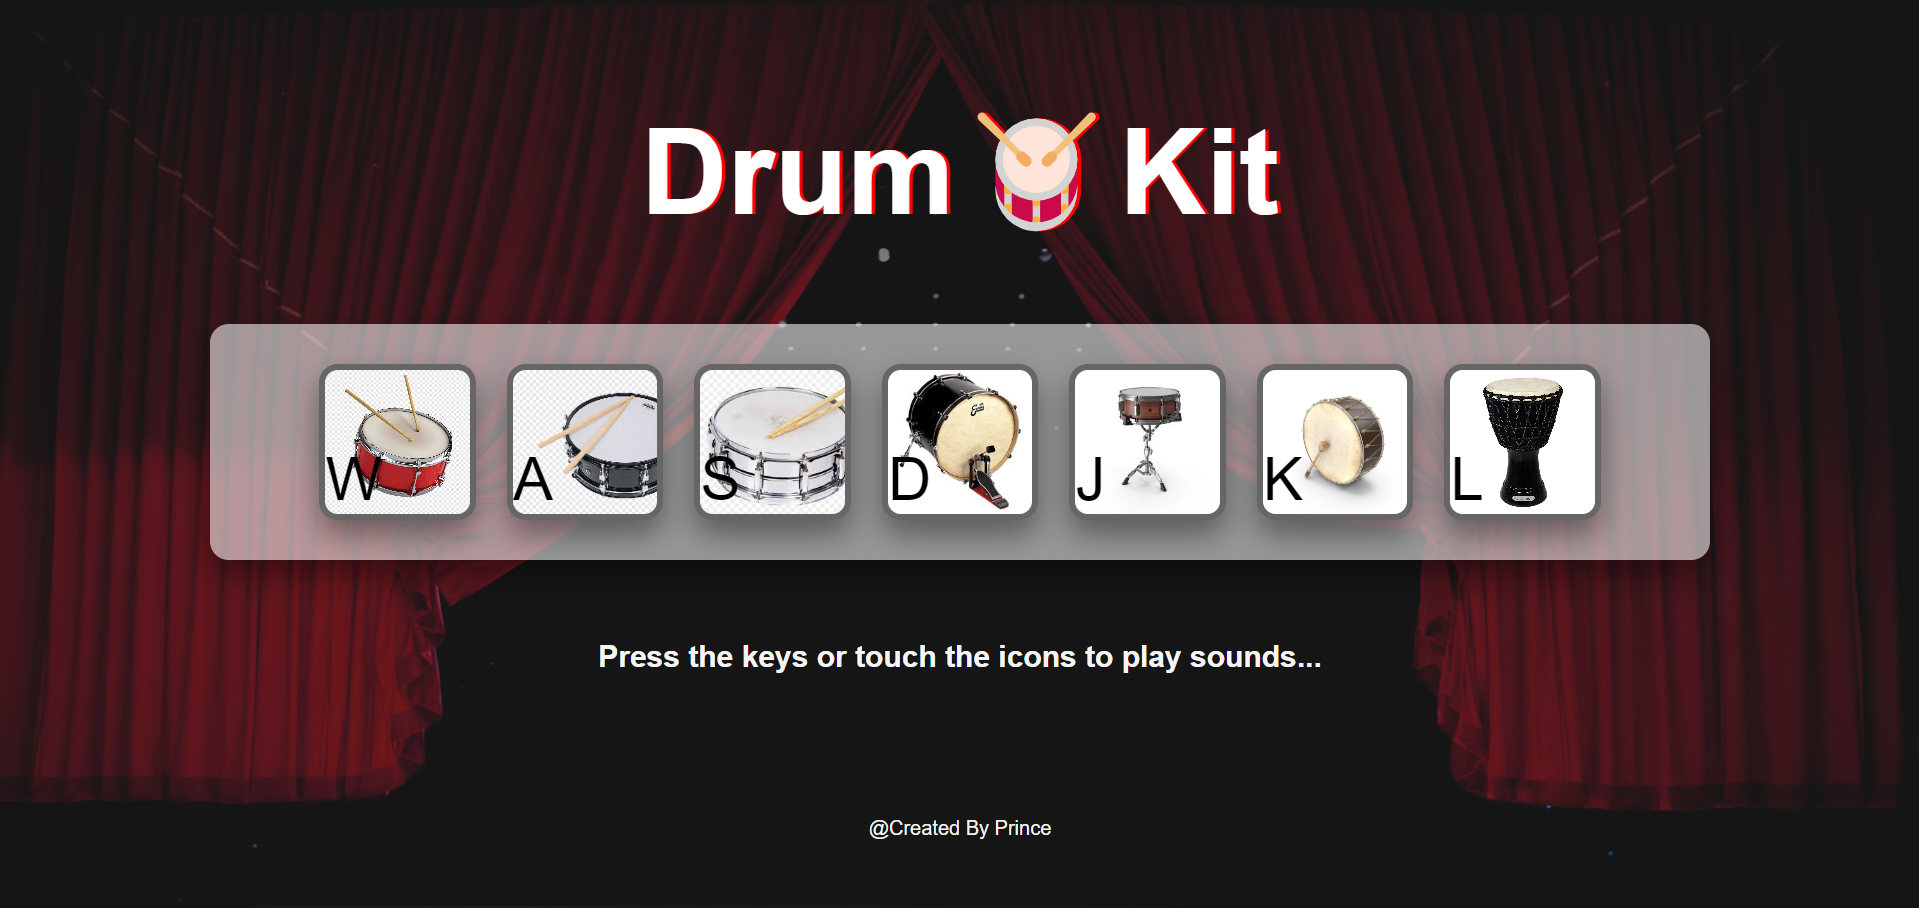 Drum 🥁 Kit
W A S D J K L
Press the keys or touch the icons to play sounds...
@Created By Prince